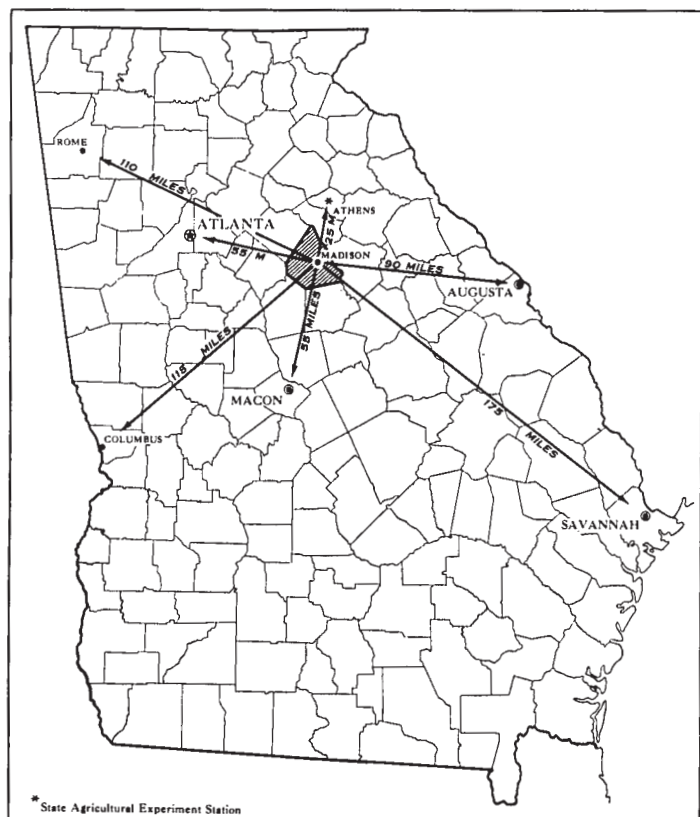 ROME
110 MILES
* ATHENS
ATLANTA
25 M
55 M
MADISON
90 MILES
AUGUSTA
55 MILES
115 MILES
MACON
175 MILES
COLUMBUS
SAVANNAH
* State Agricultural Experiment Station